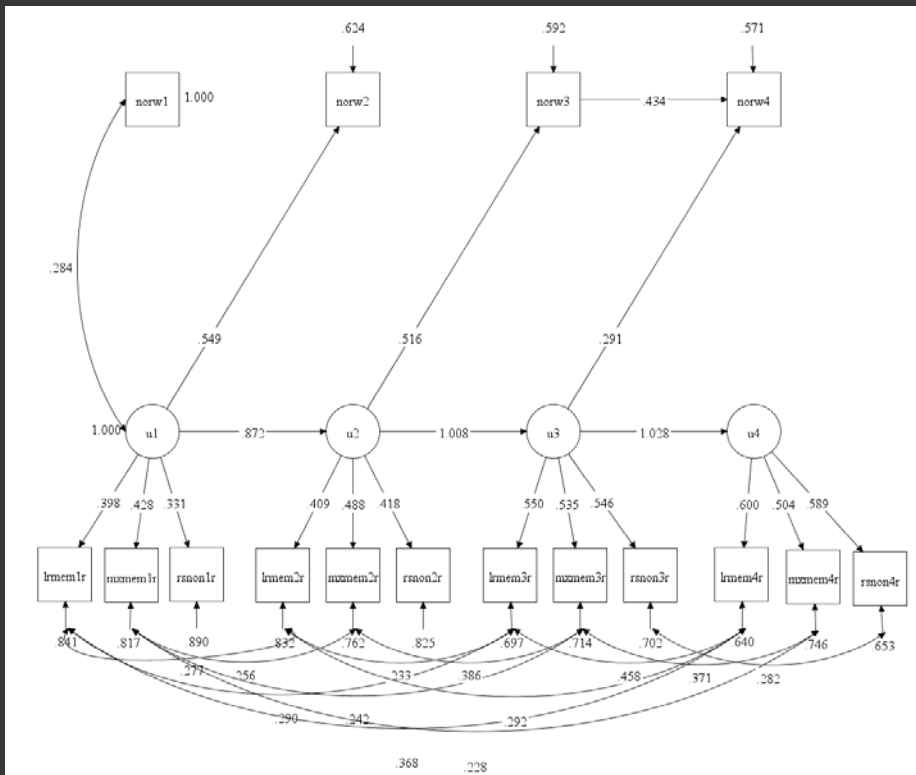 .624 .592 .571
norw1 1.000 norw2 norw3 .434 norw4
.284
.549 .516 .291
1.000 u1 .872 u2 1.008 u3 1.028 u4
.398 .428 .331 .409 .488 .418 .550 .535 .546 .600 .504 .589
lrmem1r mxmem1r rsnon1r lrmem2r mxmem2r rsnon2r lrmem3r mxmem3r rsnon3r lrmem4r mxmem4r rsnon4r
.841 .817 .890 .832 .762 .825 .697 .714 .702 .640 .746 .653
.277 .256 .233 .386 .458 .371 .282
.290 .242 .292
.368 .228